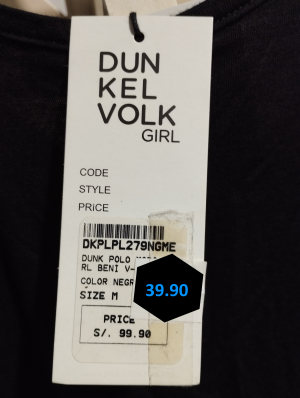 DUN
KEL
VOLK
GIRL
CODE
STYLE
PRiCE
DKPLPL279NGME
DUNK POLO
RL BENI V-
COLOR NEGR
SIZE M
39.90
PRICE
S/. 99.90